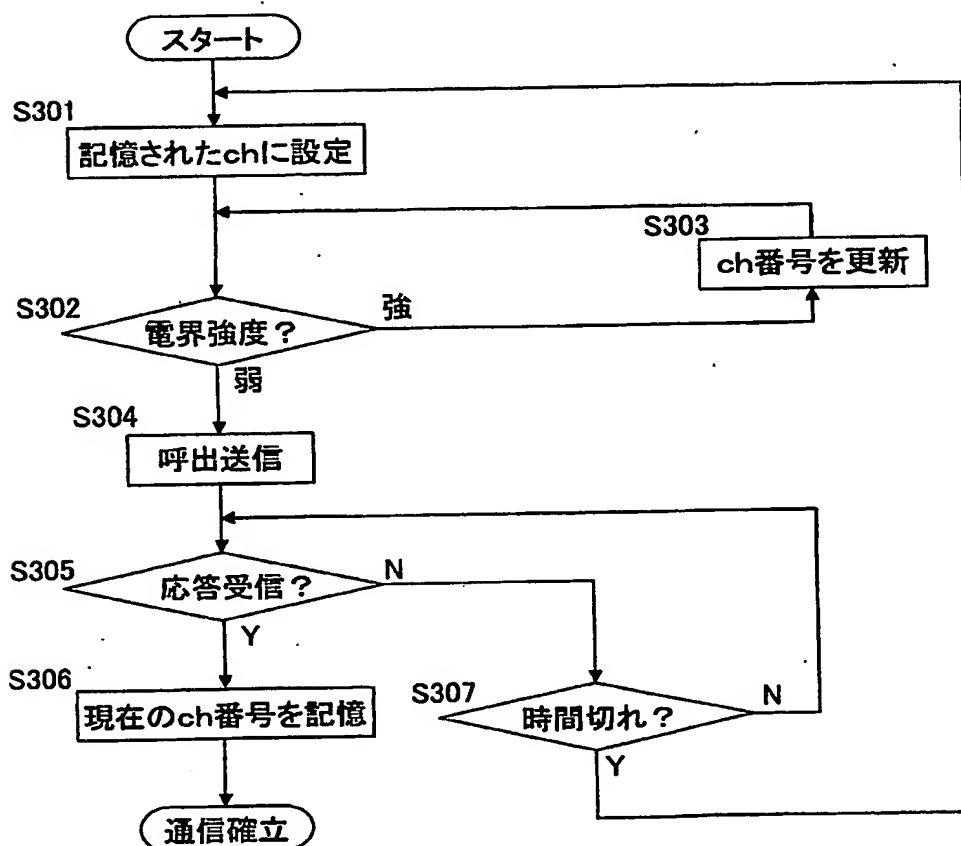 スタート
S301
記憶されたchに設定
S303
ch番号を更新
S302
電界強度？
強
弱
S304
呼出送信
S305
応答受信？
N
Y
S306
現在のch番号を記憶
S307
時間切れ？
N
Y
通信確立